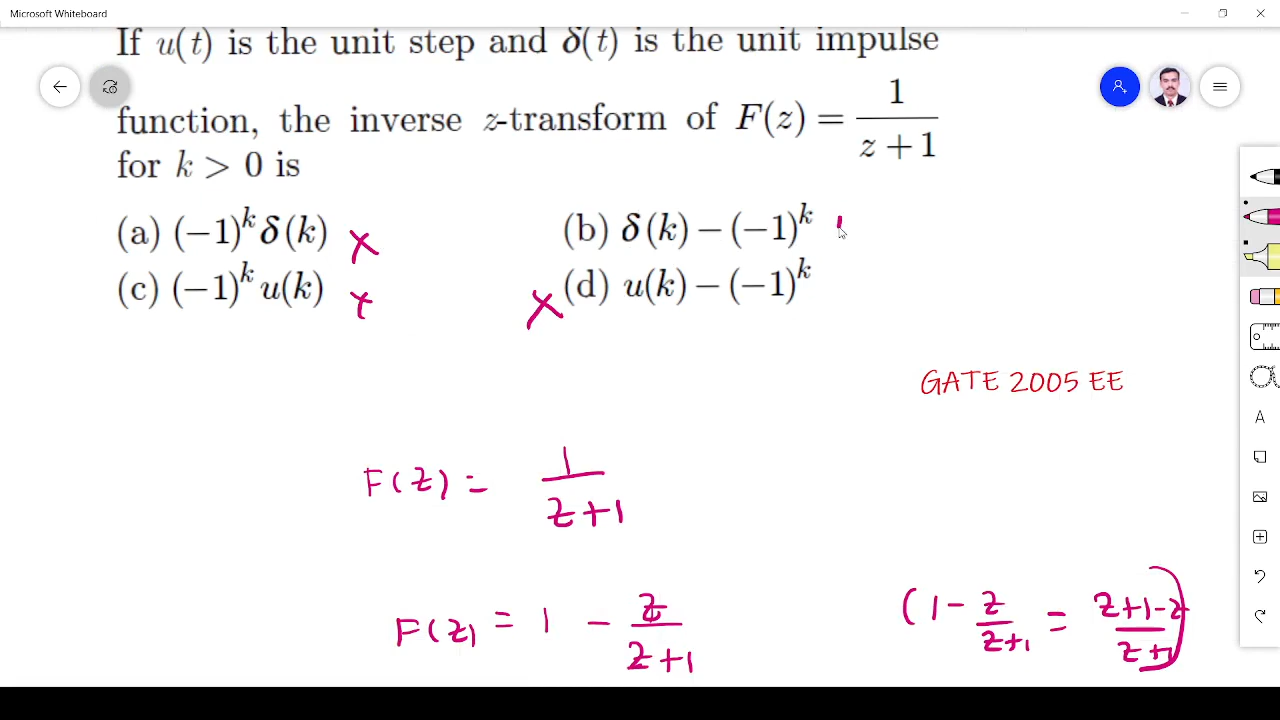 Microsoft Whiteboard
If u(t) is the unit step and δ(t) is the unit impulse
function, the inverse z-transform of F(z) = 1/(z + 1)
for k > 0 is
(a) (−1)^k δ(k) ×
(b) δ(k) − (−1)^k
(c) (−1)^k u(k) ×
× (d) u(k) − (−1)^k
GATE 2005 EE
F(z) = 1/(z+1)
F(z) = 1 − z/(z+1)
(1 − z/(z+1) = (z+1−z)/(z+1))
A